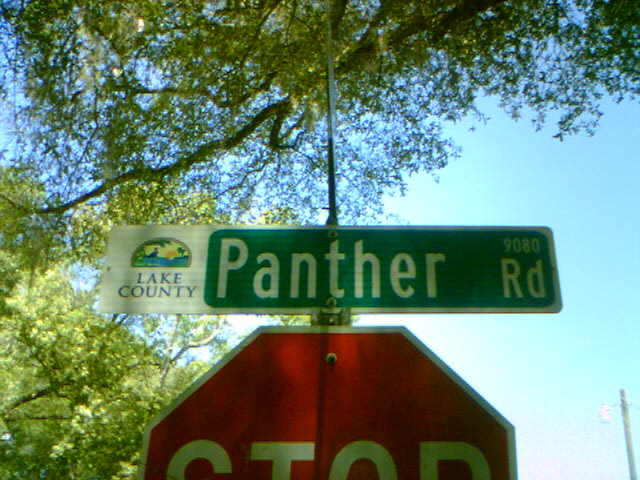 LAKE
COUNTY
Panther Rd
9080
STOP